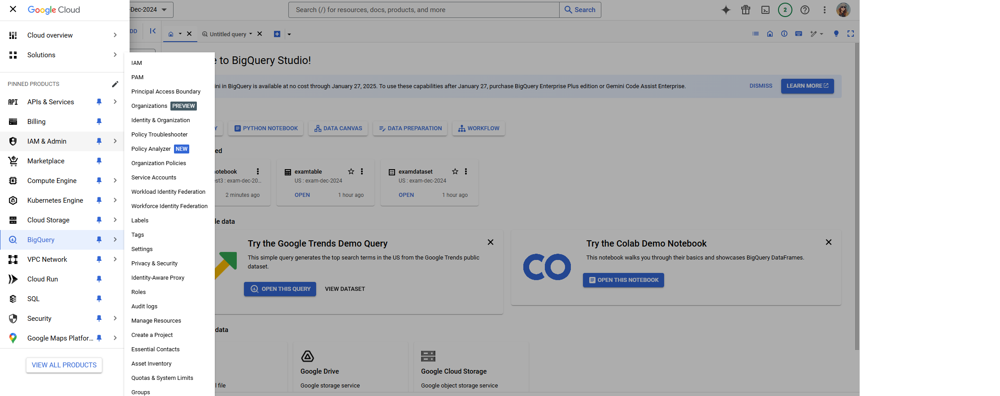 Google Cloud
-Dec-2024
Search (/) for resources, docs, products, and more
Search
2
Cloud overview
Solutions
PINNED PRODUCTS
APIs & Services
Billing
IAM & Admin
Marketplace
Compute Engine
Kubernetes Engine
Cloud Storage
BigQuery
VPC Network
Cloud Run
SQL
Security
Google Maps Platfor...
VIEW ALL PRODUCTS
IAM
PAM
Principal Access Boundary
Organizations PREVIEW
Identity & Organization
Policy Troubleshooter
Policy Analyzer NEW
Organization Policies
Service Accounts
Workload Identity Federation
Workforce Identity Federation
Labels
Tags
Settings
Privacy & Security
Identity-Aware Proxy
Roles
Audit logs
Manage Resources
Create a Project
Essential Contacts
Asset Inventory
Quotas & System Limits
Groups
DD
Untitled query
e to BigQuery Studio!
ini in BigQuery is available at no cost through January 27, 2025. To use these capabilities after January 27, purchase BigQuery Enterprise Plus edition or Gemini Code Assist Enterprise.
DISMISS
LEARN MORE
Y
PYTHON NOTEBOOK
DATA CANVAS
DATA PREPARATION
WORKFLOW
ed
notebook
est3 : exam-dec-20...
2 minutes ago
examtable
US : exam-dec-2024
OPEN
1 hour ago
examdataset
US : exam-dec-2024
OPEN
1 hour ago
le data
Try the Google Trends Demo Query
This simple query generates the top search terms in the US from the Google Trends public
dataset.
OPEN THIS QUERY
VIEW DATASET
Try the Colab Demo Notebook
This notebook walks you through their basics and showcases BigQuery DataFrames.
OPEN THIS NOTEBOOK
data
l file
Google Drive
Google storage service
Google Cloud Storage
Google object storage service